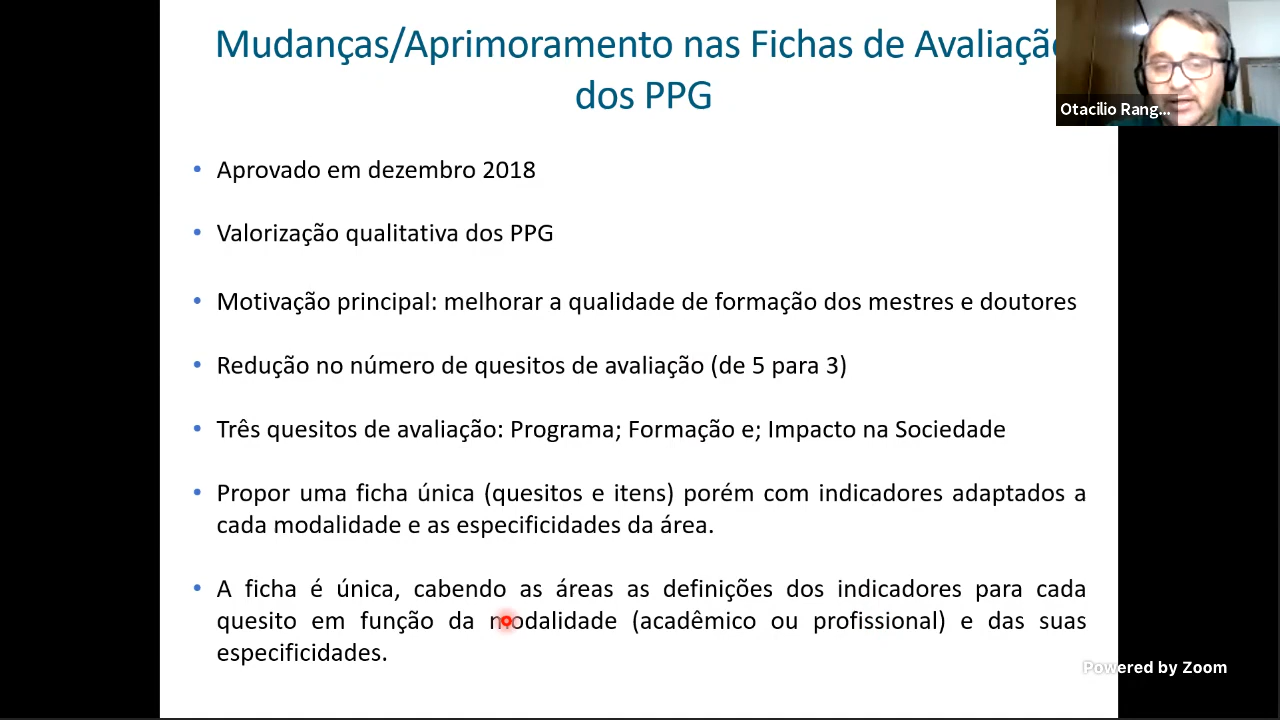 Mudanças/Aprimoramento nas Fichas de Avaliação
dos PPG
Otacilio Rang...
• Aprovado em dezembro 2018
• Valorização qualitativa dos PPG
• Motivação principal: melhorar a qualidade de formação dos mestres e doutores
• Redução no número de quesitos de avaliação (de 5 para 3)
• Três quesitos de avaliação: Programa; Formação e; Impacto na Sociedade
• Propor uma ficha única (quesitos e itens) porém com indicadores adaptados a
cada modalidade e as especificidades da área.
• A ficha é única, cabendo as áreas as definições dos indicadores para cada
quesito em função da modalidade (acadêmico ou profissional) e das suas
especificidades.
Powered by Zoom